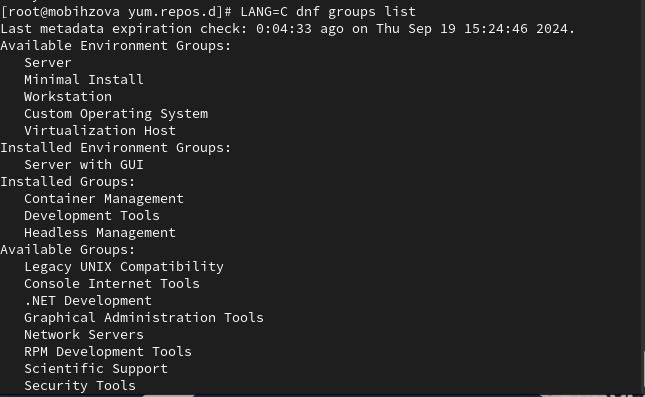 [root@mobihzova yum.repos.d]# LANG=C dnf groups list
Last metadata expiration check: 0:04:33 ago on Thu Sep 19 15:24:46 2024.
Available Environment Groups:
   Server
   Minimal Install
   Workstation
   Custom Operating System
   Virtualization Host
Installed Environment Groups:
   Server with GUI
Installed Groups:
   Container Management
   Development Tools
   Headless Management
Available Groups:
   Legacy UNIX Compatibility
   Console Internet Tools
   .NET Development
   Graphical Administration Tools
   Network Servers
   RPM Development Tools
   Scientific Support
   Security Tools